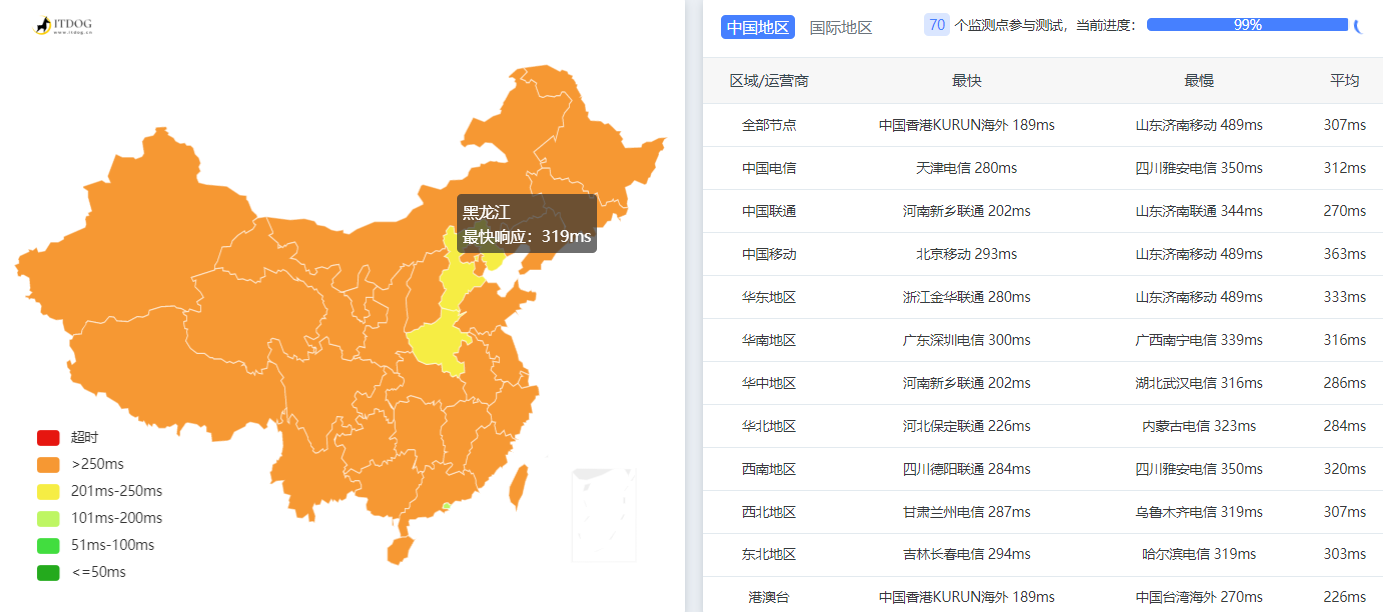 ITDOG
www.itdog.cn
黑龙江
最快响应：319ms
超时
>250ms
201ms-250ms
101ms-200ms
51ms-100ms
<=50ms
中国地区 国际地区 70 个监测点参与测试，当前进度： 99%
区域/运营商 最快 最慢 平均
全部节点 中国香港KURUN海外 189ms 山东济南移动 489ms 307ms
中国电信 天津电信 280ms 四川雅安电信 350ms 312ms
中国联通 河南新乡联通 202ms 山东济南联通 344ms 270ms
中国移动 北京移动 293ms 山东济南移动 489ms 363ms
华东地区 浙江金华联通 280ms 山东济南移动 489ms 333ms
华南地区 广东深圳电信 300ms 广西南宁电信 339ms 316ms
华中地区 河南新乡联通 202ms 湖北武汉电信 316ms 286ms
华北地区 河北保定联通 226ms 内蒙古电信 323ms 284ms
西南地区 四川德阳联通 284ms 四川雅安电信 350ms 320ms
西北地区 甘肃兰州电信 287ms 乌鲁木齐电信 319ms 307ms
东北地区 吉林长春电信 294ms 哈尔滨电信 319ms 303ms
港澳台 中国香港KURUN海外 189ms 中国台湾海外 270ms 226ms